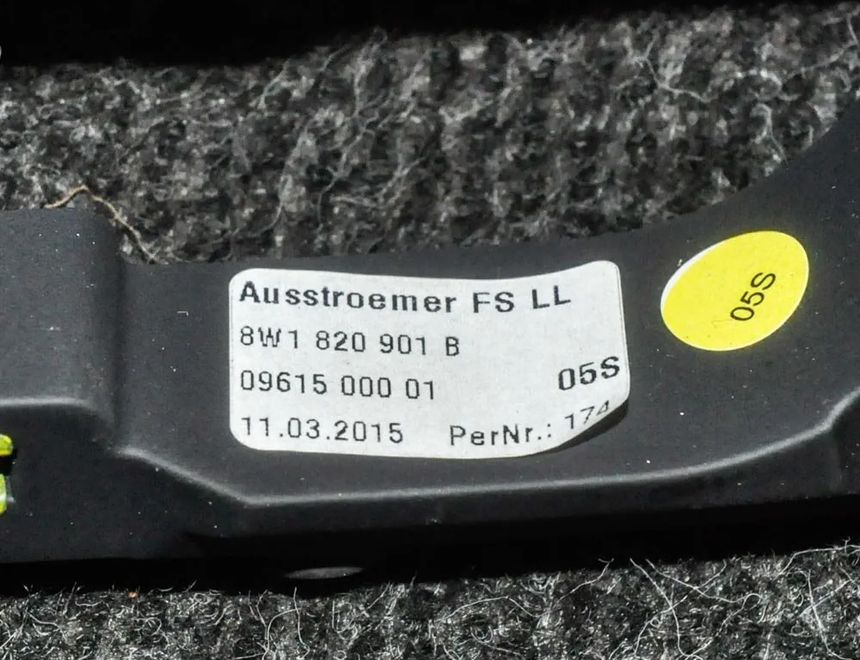 Ausstroemer FS LL
8W1 820 901 B
09615 000 01 05S
11.03.2015 PerNr.: 174
05S